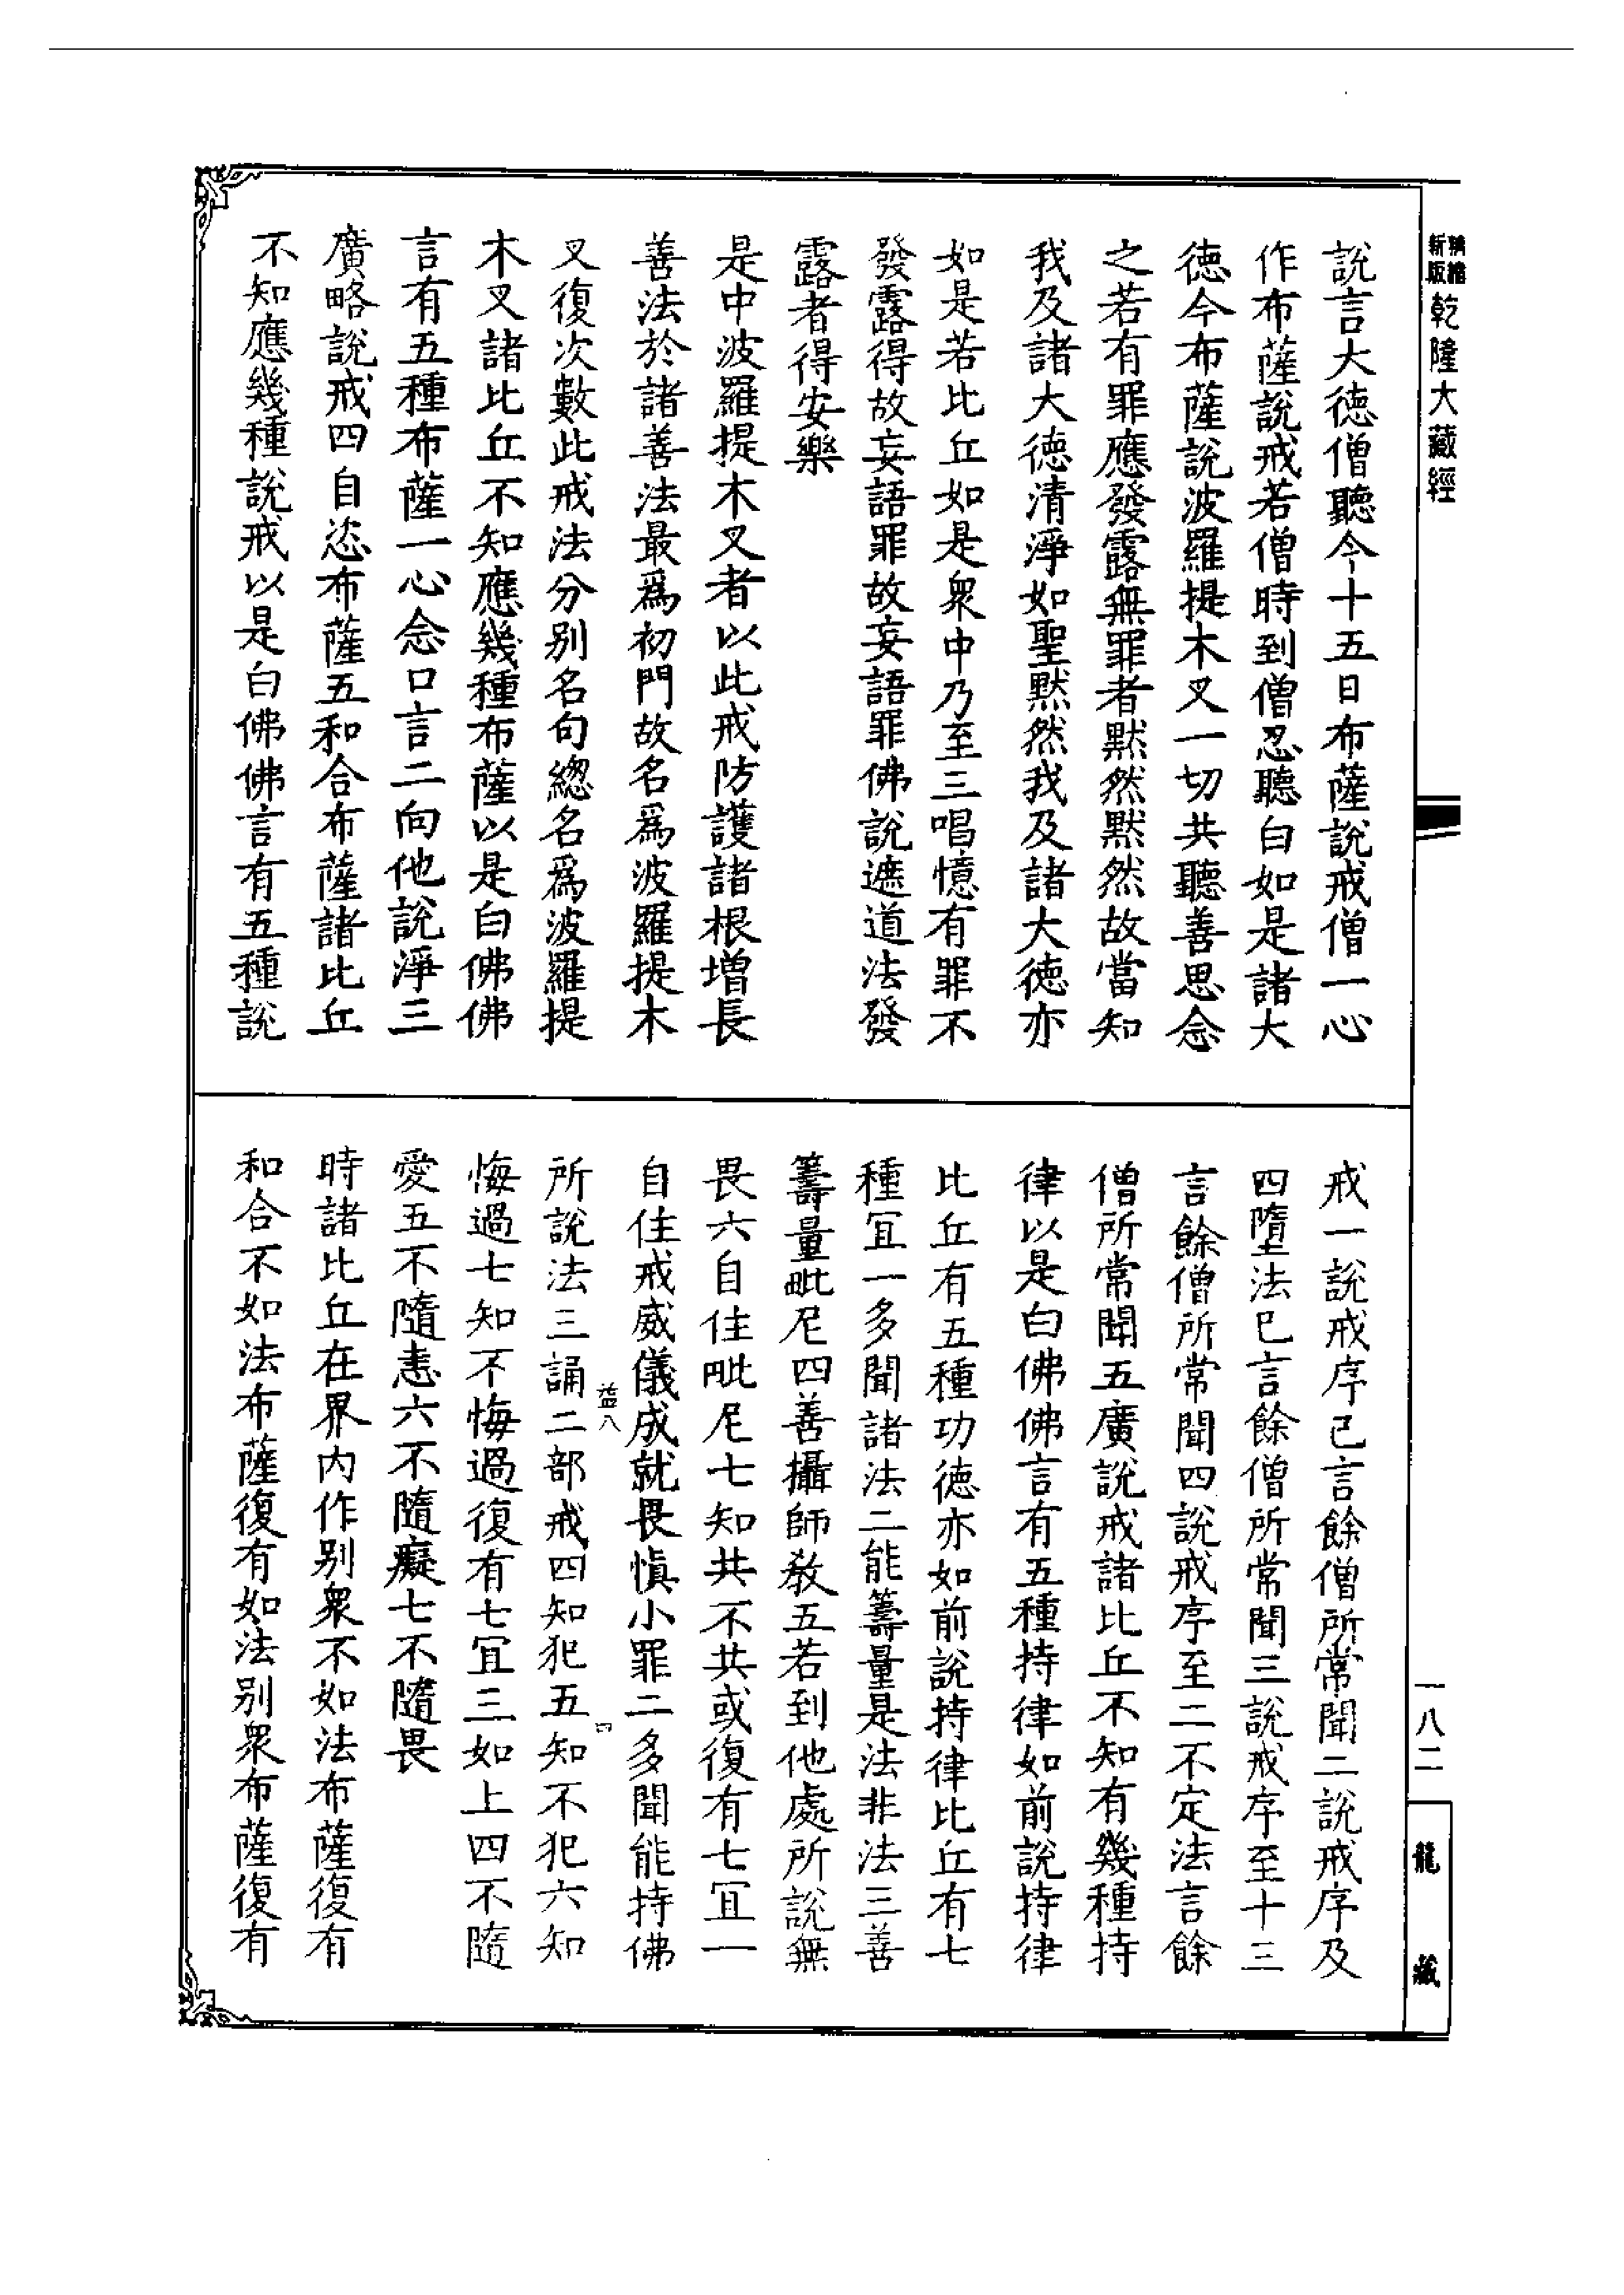 新版精縮乾隆大藏經
說言大德僧聽今十五日布薩說戒僧一心
作布薩說戒若僧時到僧忍聽白如是諸大
德今布薩說波羅提木叉一切共聽善思念
之若有罪應發露無罪者默然默然故當知
我及諸大德清淨如聖默然我及諸大德亦
如是若比丘如是衆中乃至三唱憶有罪不
發露得故妄語罪故妄語罪佛說遮道法發
露者得安樂
是中波羅提木叉者以此戒防護諸根增長
善法於諸善法最爲初門故名爲波羅提木
叉復次數此戒法分别名句緫名爲波羅提
木叉諸比丘不知應幾種布薩以是白佛佛
言有五種布薩一心念口言二向他說淨三
廣略說戒四自恣布薩五和合布薩諸比丘
不知應幾種說戒以是白佛佛言有五種說
戒一說戒序已言餘僧所常聞二說戒序及
四墮法已言餘僧所常聞三說戒序至十三
言餘僧所常聞四說戒序至二不定法言餘
僧所常聞五廣說戒諸比丘不知有幾種持
律以是白佛佛言有五種持律如前說持律
比丘有五種功德亦如前說持律比丘有七
種冝一多聞諸法二能籌量是法非法三善
籌量毗尼四善攝師教五若到他處所說無
畏六自住毗尼七知共不共或復有七冝一
自住戒威儀成就畏愼小罪二多聞能持佛
所說法三誦二部戒四知犯五知不犯六知
悔過七知不悔過復有七冝三如上四不隨
愛五不隨恚六不隨癡七不隨畏
時諸比丘在界内作别衆不如法布薩復有
和合不如法布薩復有如法别衆布薩復有
益八
四
一八二
龍藏